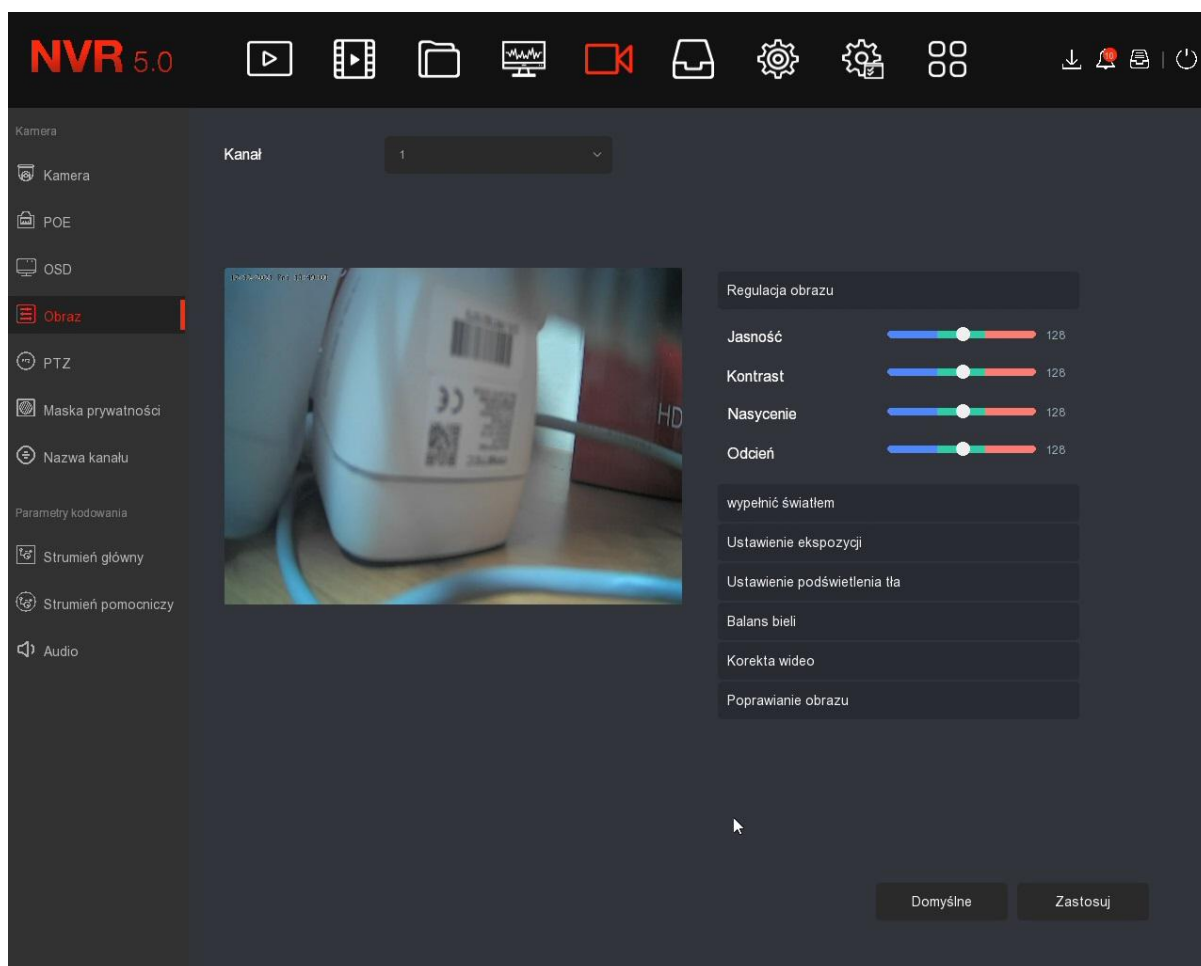 NVR 5.0
10
Kamera
Kamera
POE
OSD
Obraz
PTZ
Maska prywatności
Nazwa kanału
Parametry kodowania
Strumień główny
Strumień pomocniczy
Audio
Kanał
1
HD
Regulacja obrazu
Jasność 128
Kontrast 128
Nasycenie 128
Odcień 128
wypełnić światłem
Ustawienie ekspozycji
Ustawienie podświetlenia tła
Balans bieli
Korekta wideo
Poprawianie obrazu
Domyślne
Zastosuj